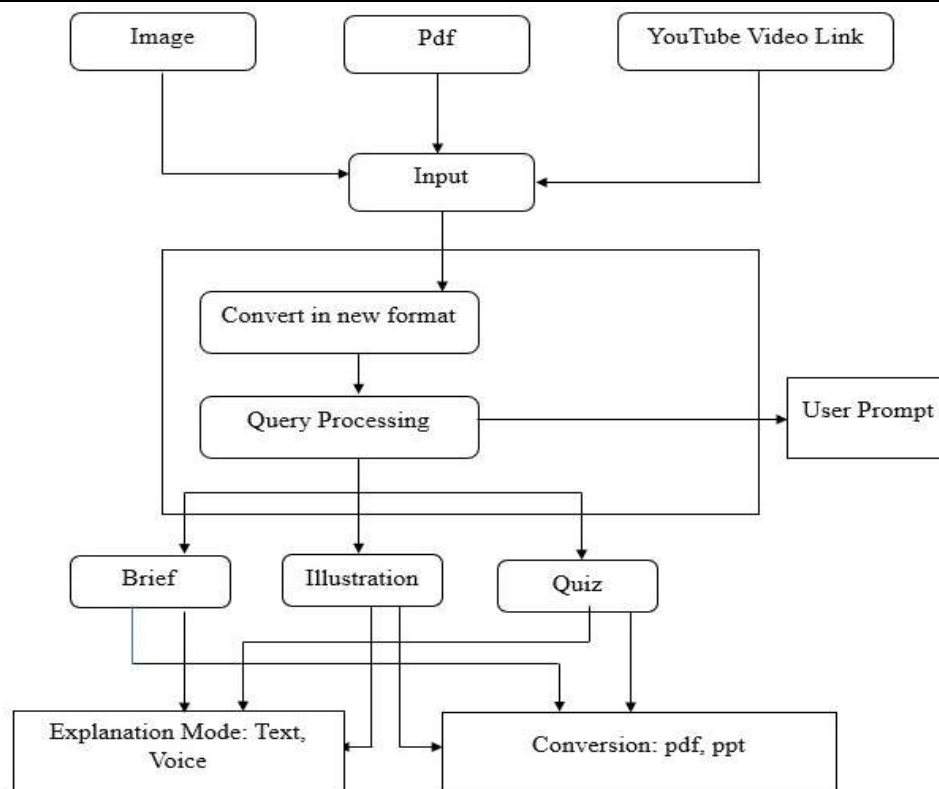 Image
Pdf
YouTube Video Link
Input
Convert in new format
Query Processing
User Prompt
Brief
Illustration
Quiz
Explanation Mode: Text,
Voice
Conversion: pdf, ppt